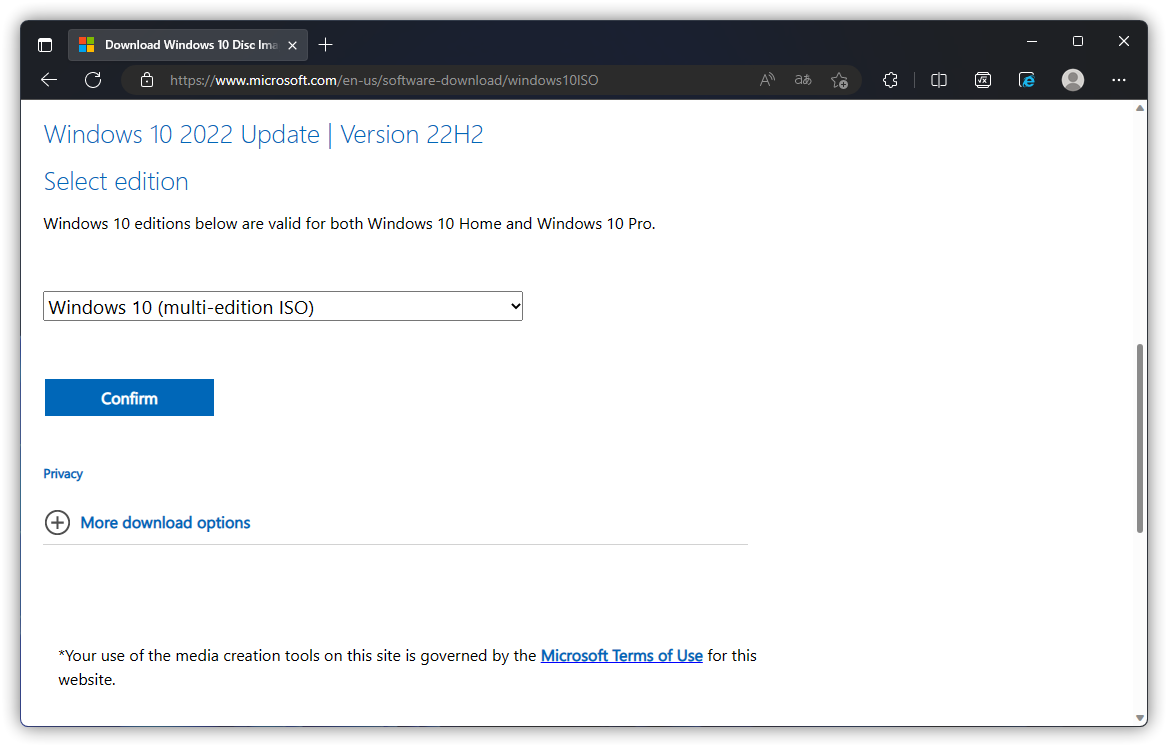 Download Windows 10 Disc Ima
https://www.microsoft.com/en-us/software-download/windows10ISO
Windows 10 2022 Update | Version 22H2
Select edition
Windows 10 editions below are valid for both Windows 10 Home and Windows 10 Pro.
Windows 10 (multi-edition ISO)
Confirm
Privacy
More download options
*Your use of the media creation tools on this site is governed by the Microsoft Terms of Use for this
website.